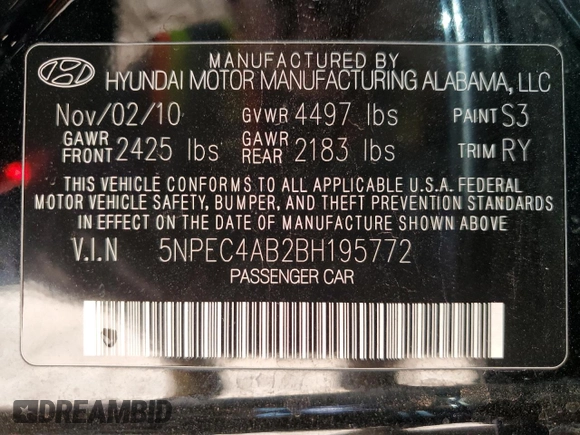 MANUFACTURED BY
HYUNDAI MOTOR MANUFACTURING ALABAMA, LLC
Nov/02/10 GVWR 4497 lbs PAINT S3
GAWR FRONT 2425 lbs GAWR REAR 2183 lbs TRIM RY
THIS VEHICLE CONFORMS TO ALL APPLICABLE U.S.A. FEDERAL
MOTOR VEHICLE SAFETY, BUMPER, AND THEFT PREVENTION STANDARDS
IN EFFECT ON THE DATE OF MANUFACTURE SHOWN ABOVE
V.I.N 5NPEC4AB2BH195772
PASSENGER CAR
DREAMBID